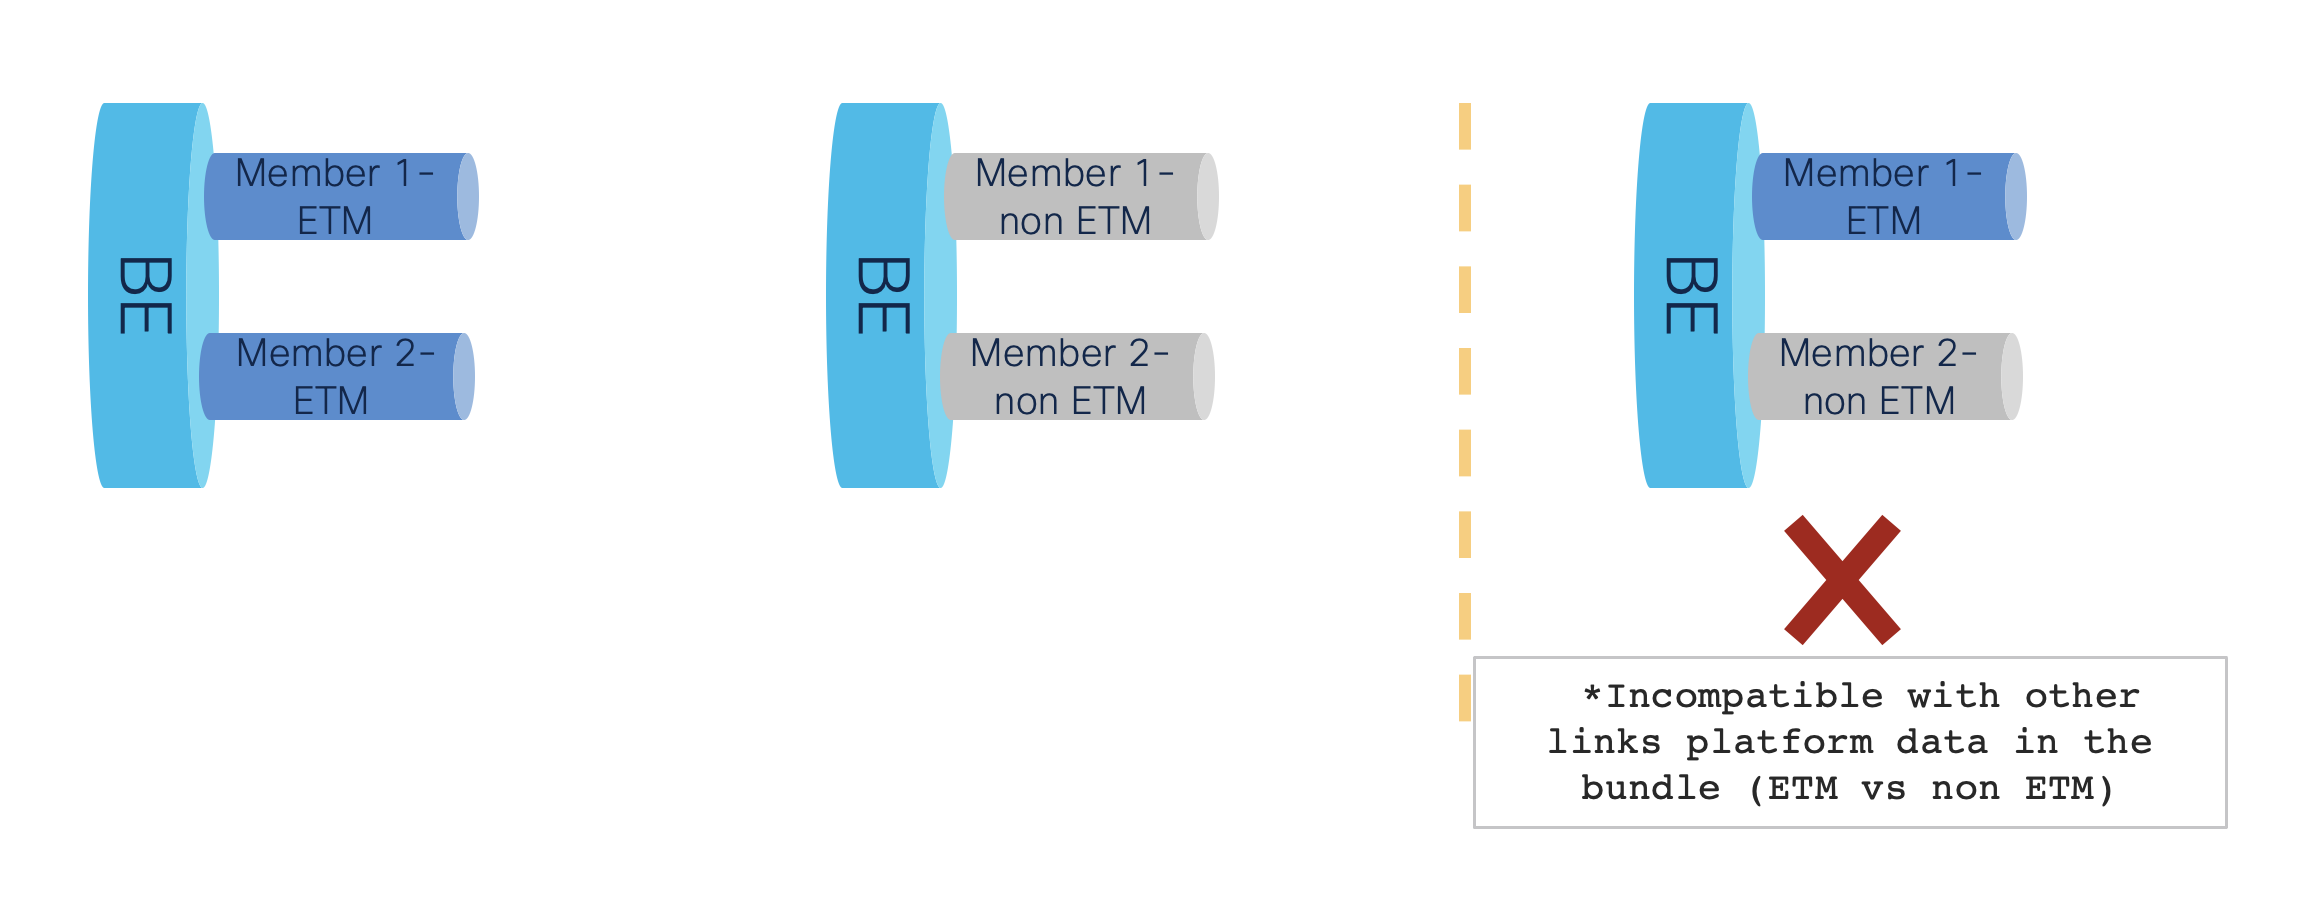 BE
Member 1-
ETM
Member 2-
ETM
BE
Member 1-
non ETM
Member 2-
non ETM
BE
Member 1-
ETM
Member 2-
non ETM
*Incompatible with other
links platform data in the
bundle (ETM vs non ETM)